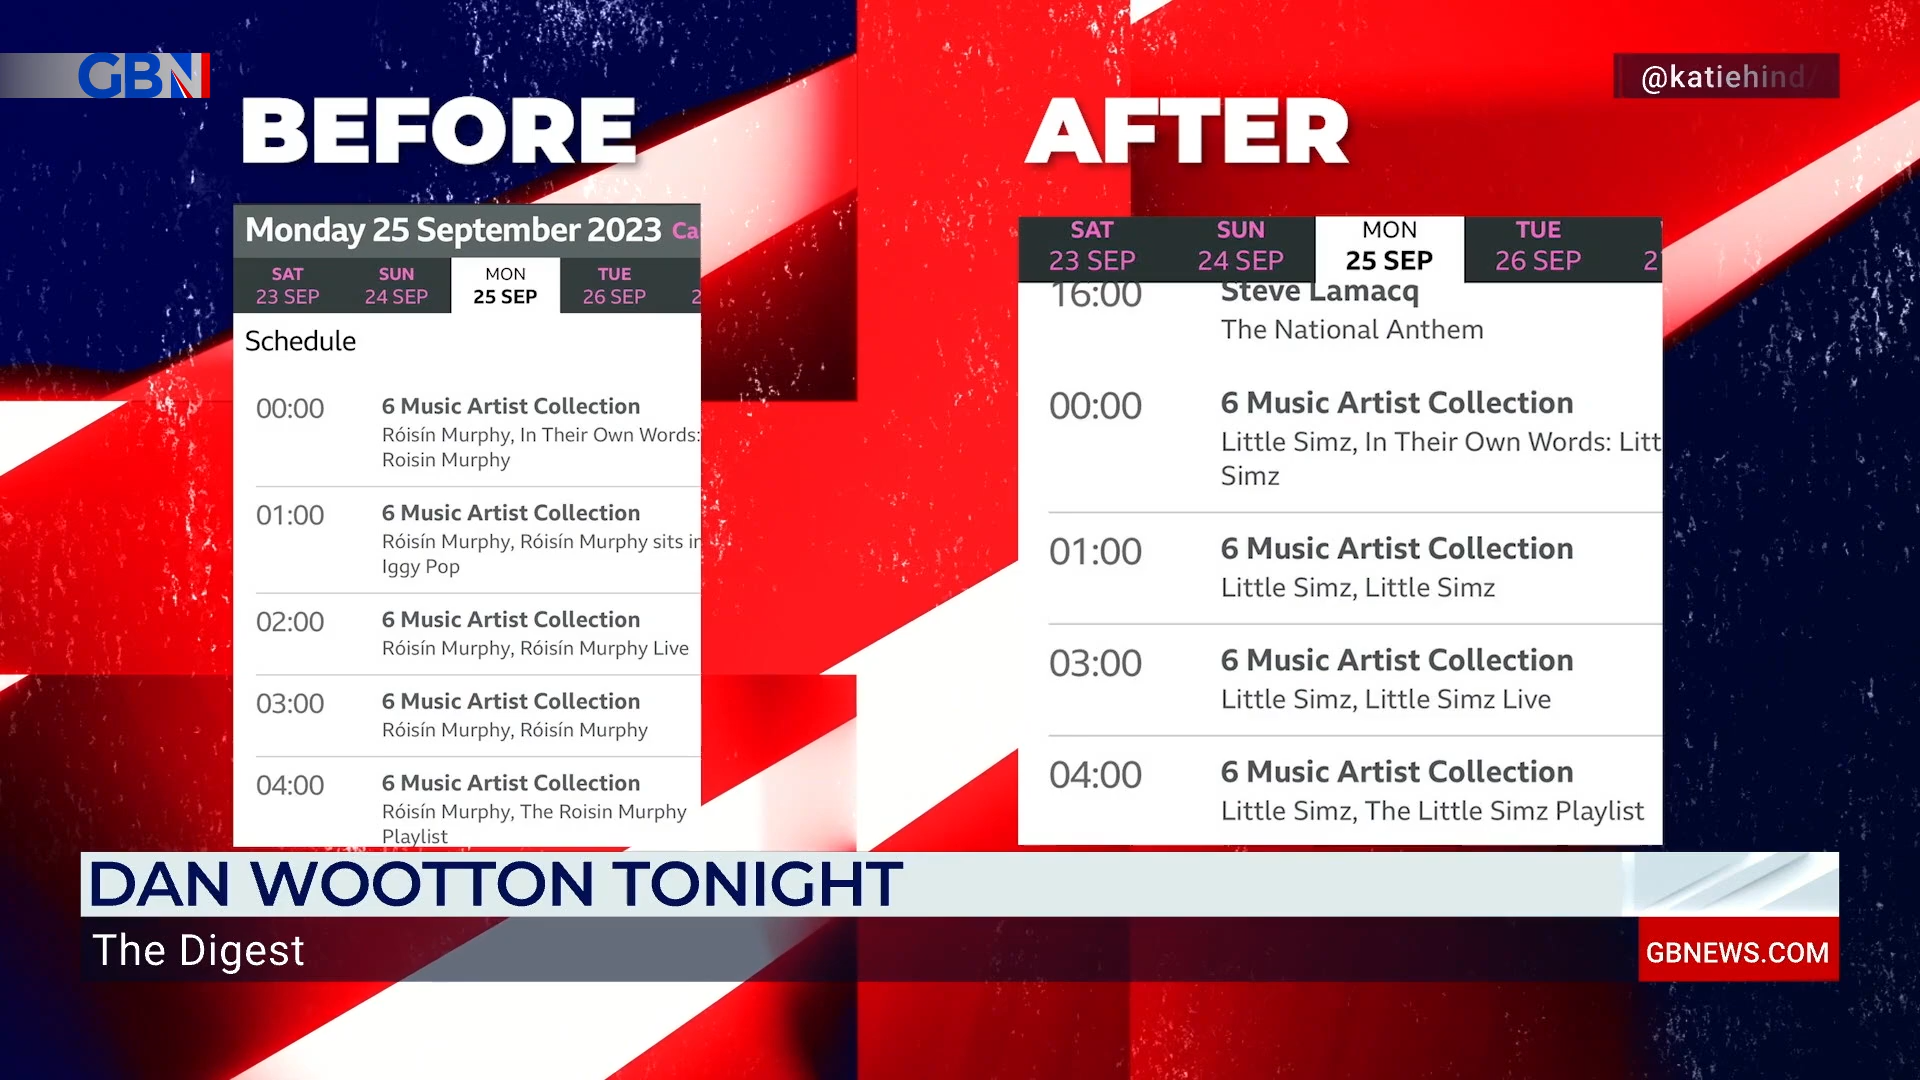 GBN
@katiehind
BEFORE
AFTER
Monday 25 September 2023 Ca
SAT
SUN
MON
TUE
23 SEP
24 SEP
25 SEP
26 SEP
2
Schedule
00:00
6 Music Artist Collection
Róisín Murphy, In Their Own Words:
Roisin Murphy
01:00
6 Music Artist Collection
Róisín Murphy, Róisín Murphy sits in
Iggy Pop
02:00
6 Music Artist Collection
Róisín Murphy, Róisín Murphy Live
03:00
6 Music Artist Collection
Róisín Murphy, Róisín Murphy
04:00
6 Music Artist Collection
Róisín Murphy, The Roisin Murphy
Playlist
SAT
SUN
MON
TUE
23 SEP
24 SEP
25 SEP
26 SEP
2
16:00
Steve Lamacq
The National Anthem
00:00
6 Music Artist Collection
Little Simz, In Their Own Words: Litt
Simz
01:00
6 Music Artist Collection
Little Simz, Little Simz
03:00
6 Music Artist Collection
Little Simz, Little Simz Live
04:00
6 Music Artist Collection
Little Simz, The Little Simz Playlist
DAN WOOTTON TONIGHT
The Digest
GBNEWS.COM